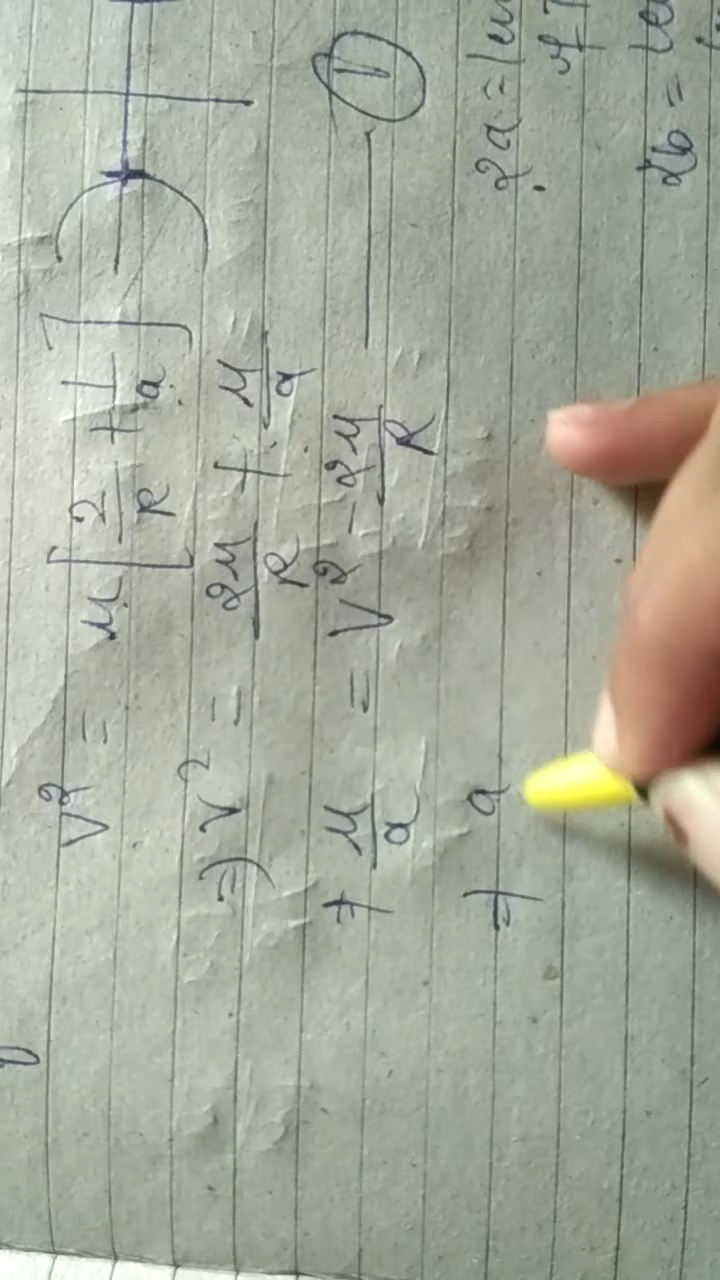 V² = μ[2/R + 1/a]
⇒ V² = 2μ/R + μ/a
⇒ μ/a = V² - 2μ/R — ①
⇒ a
2a =
2b =